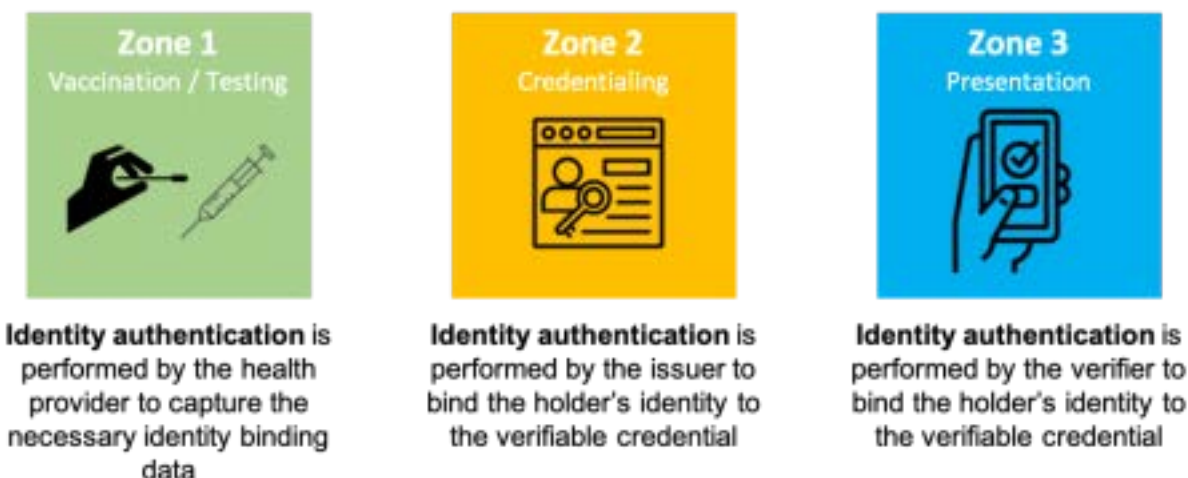 Zone 1
Vaccination / Testing
Identity authentication is
performed by the health
provider to capture the
necessary identity binding
data
Zone 2
Credentialing
Identity authentication is
performed by the issuer to
bind the holder's identity to
the verifiable credential
Zone 3
Presentation
Identity authentication is
performed by the verifier to
bind the holder's identity to
the verifiable credential